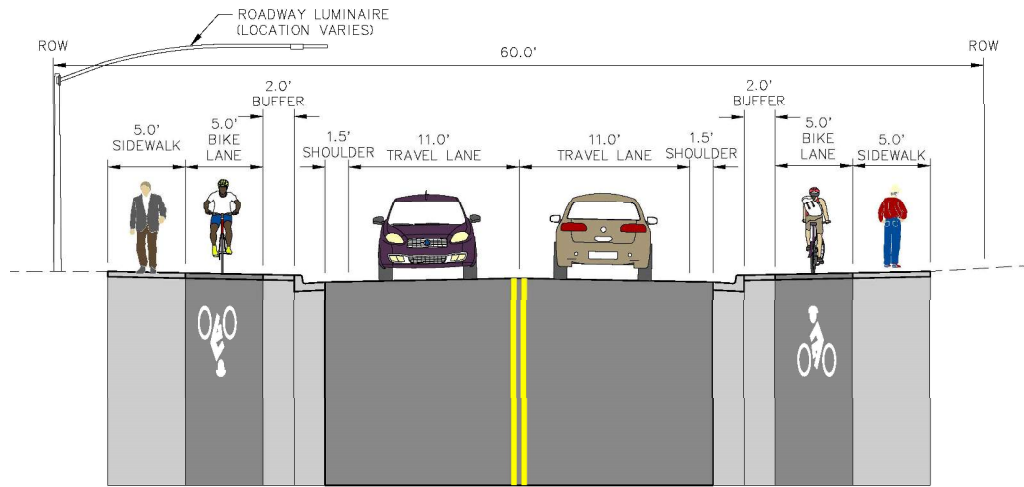 ROADWAY LUMINAIRE
(LOCATION VARIES)
ROW
60.0'
ROW
2.0'
BUFFER
2.0'
BUFFER
5.0'
SIDEWALK
5.0'
BIKE
LANE
1.5'
SHOULDER
11.0'
TRAVEL LANE
11.0'
TRAVEL LANE
1.5'
SHOULDER
5.0'
BIKE
LANE
5.0'
SIDEWALK